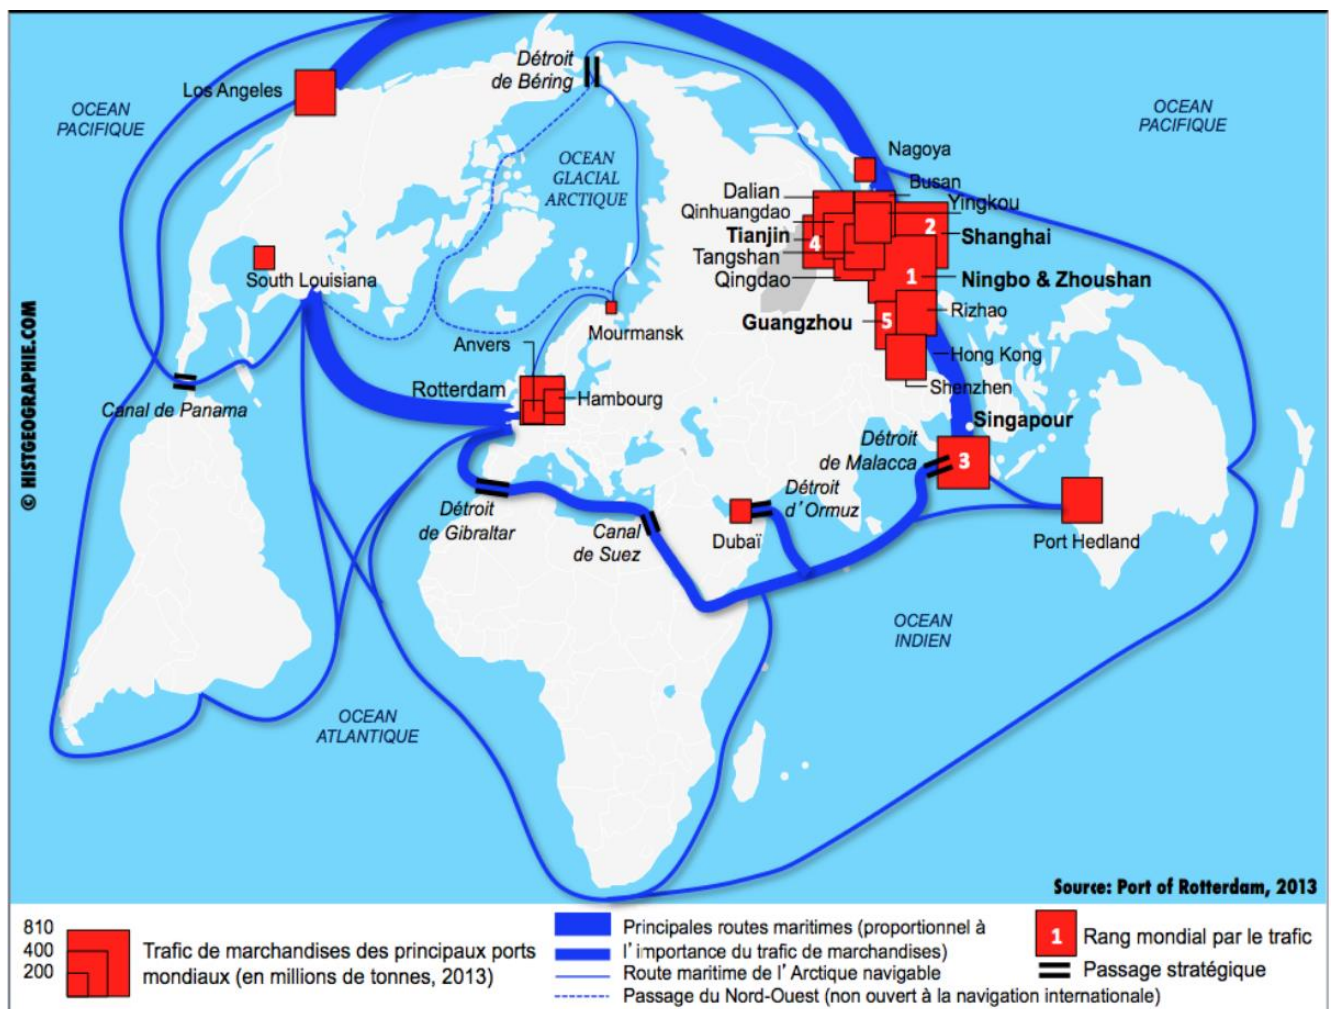 Détroit
de Béring
Los Angeles
OCEAN
PACIFIQUE
OCEAN
PACIFIQUE
OCEAN
GLACIAL
ARCTIQUE
Nagoya
Dalian
Busan
Qinhuangdao
Yingkou
Tianjin
4
2
Shanghai
Tangshan
Qingdao
1
Ningbo & Zhoushan
South Louisiana
Mourmansk
Guangzhou
5
Rizhao
Anvers
Hong Kong
Rotterdam
Hambourg
Shenzhen
Canal de Panama
Singapour
Détroit
de Malacca
3
Détroit
de Gibraltar
Canal
de Suez
Détroit
d'Ormuz
Dubaï
Port Hedland
OCEAN
INDIEN
OCEAN
ATLANTIQUE
© HISTGEOGRAPHIE.COM
Source: Port of Rotterdam, 2013
810
400
200
Trafic de marchandises des principaux ports
mondiaux (en millions de tonnes, 2013)
Principales routes maritimes (proportionnel à
l'importance du trafic de marchandises)
Route maritime de l'Arctique navigable
Passage du Nord-Ouest (non ouvert à la navigation internationale)
1
Rang mondial par le trafic
Passage stratégique